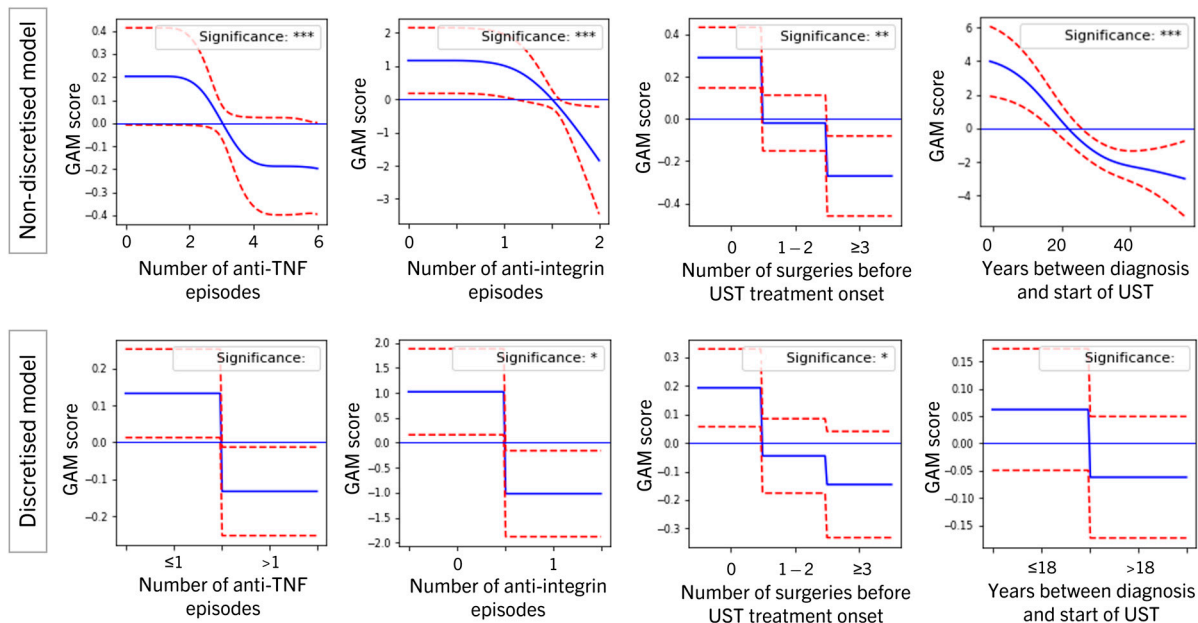 Non-discretised model
GAM score
0.4
0.3
0.2
0.1
0.0
−0.1
−0.2
−0.3
−0.4
Significance: ***
0 2 4 6
Number of anti-TNF
episodes
GAM score
2
1
0
−1
−2
−3
Significance: ***
0 1 2
Number of anti-integrin
episodes
GAM score
0.4
0.2
0.0
−0.2
−0.4
Significance: **
0 1 – 2 ≥3
Number of surgeries before
UST treatment onset
GAM score
6
4
2
0
−2
−4
Significance: ***
0 20 40
Years between diagnosis
and start of UST
Discretised model
GAM score
0.2
0.1
0.0
−0.1
−0.2
Significance:
≤1 >1
Number of anti-TNF
episodes
GAM score
2.0
1.5
1.0
0.5
0.0
−0.5
−1.0
−1.5
−2.0
Significance: *
0 1
Number of anti-integrin
episodes
GAM score
0.3
0.2
0.1
0.0
−0.1
−0.2
−0.3
Significance: *
0 1 – 2 ≥3
Number of surgeries before
UST treatment onset
GAM score
0.15
0.10
0.05
0.00
−0.05
−0.10
−0.15
Significance:
≤18 >18
Years between diagnosis
and start of UST